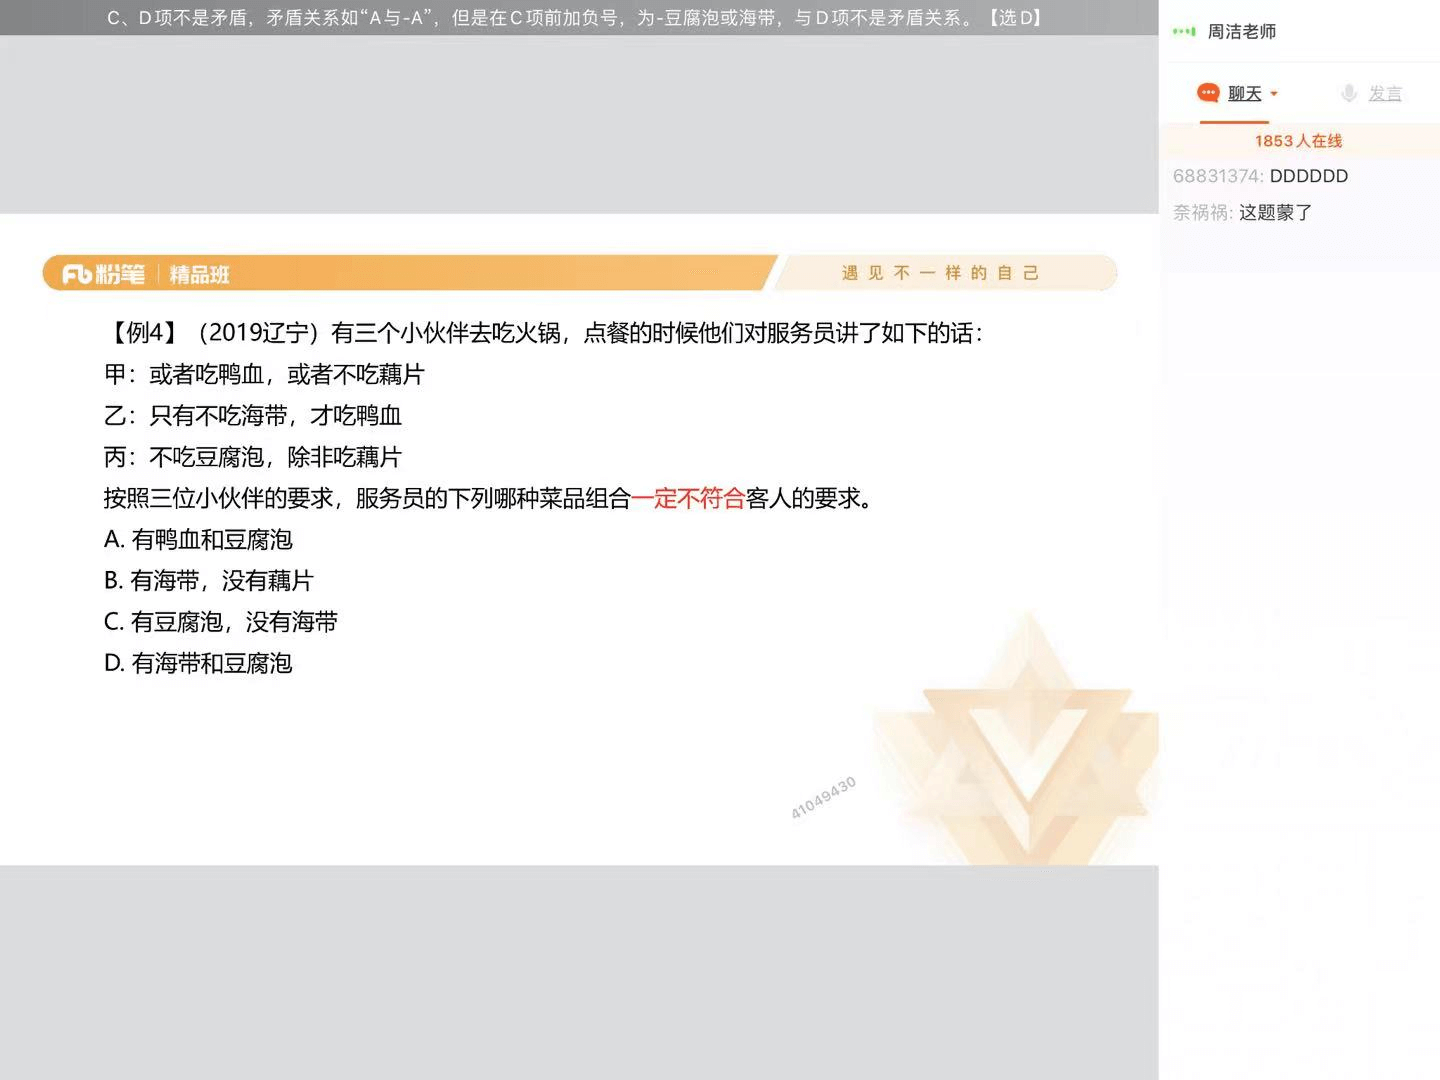 C、D项不是矛盾，矛盾关系如“A与-A”，但是在C项前加负号，为-豆腐泡或海带，与D项不是矛盾关系。【选D】
周洁老师
聊天 发言
1853人在线
68831374: DDDDDD
奈祸祸: 这题蒙了
粉笔 精品班 遇见不一样的自己
【例4】（2019辽宁）有三个小伙伴去吃火锅，点餐的时候他们对服务员讲了如下的话：
甲：或者吃鸭血，或者不吃藕片
乙：只有不吃海带，才吃鸭血
丙：不吃豆腐泡，除非吃藕片
按照三位小伙伴的要求，服务员的下列哪种菜品组合一定不符合客人的要求。
A. 有鸭血和豆腐泡
B. 有海带，没有藕片
C. 有豆腐泡，没有海带
D. 有海带和豆腐泡
41049430